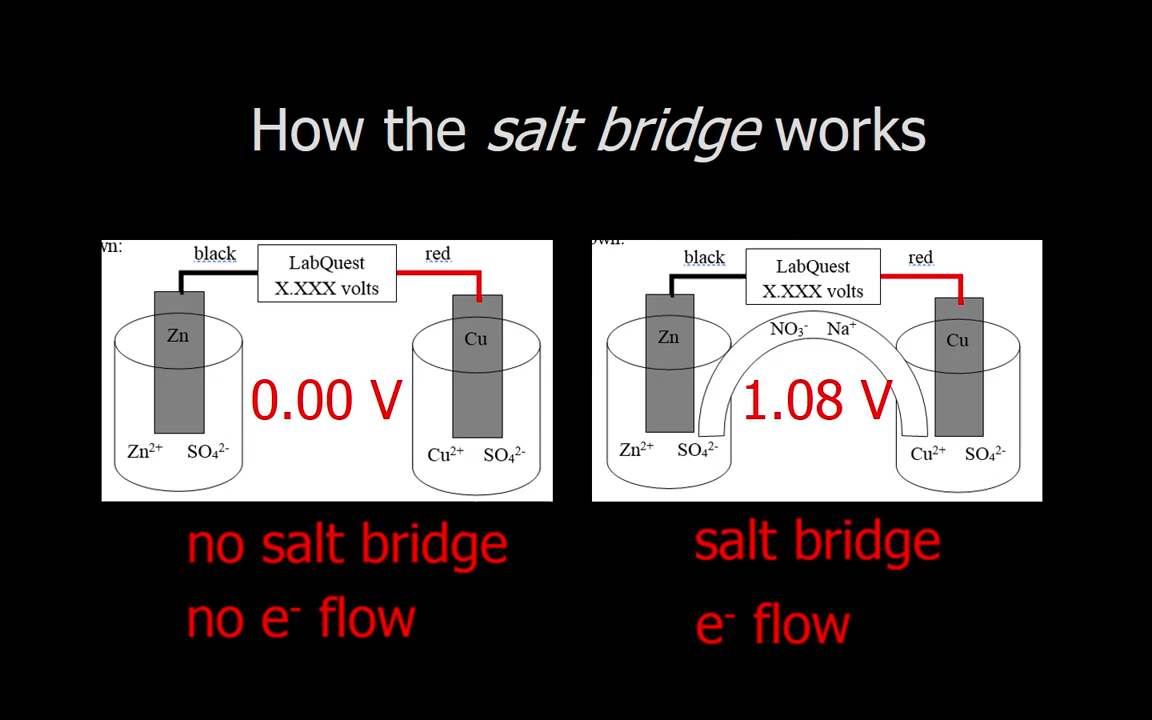 How the salt bridge works
wn:
black
red
LabQuest
X.XXX volts
Zn
Cu
0.00 V
Zn²⁺ SO₄²⁻
Cu²⁺ SO₄²⁻
no salt bridge
no e⁻ flow
own:
black
red
LabQuest
X.XXX volts
NO₃⁻ Na⁺
Zn
Cu
1.08 V
Zn²⁺ SO₄²⁻
Cu²⁺ SO₄²⁻
salt bridge
e⁻ flow